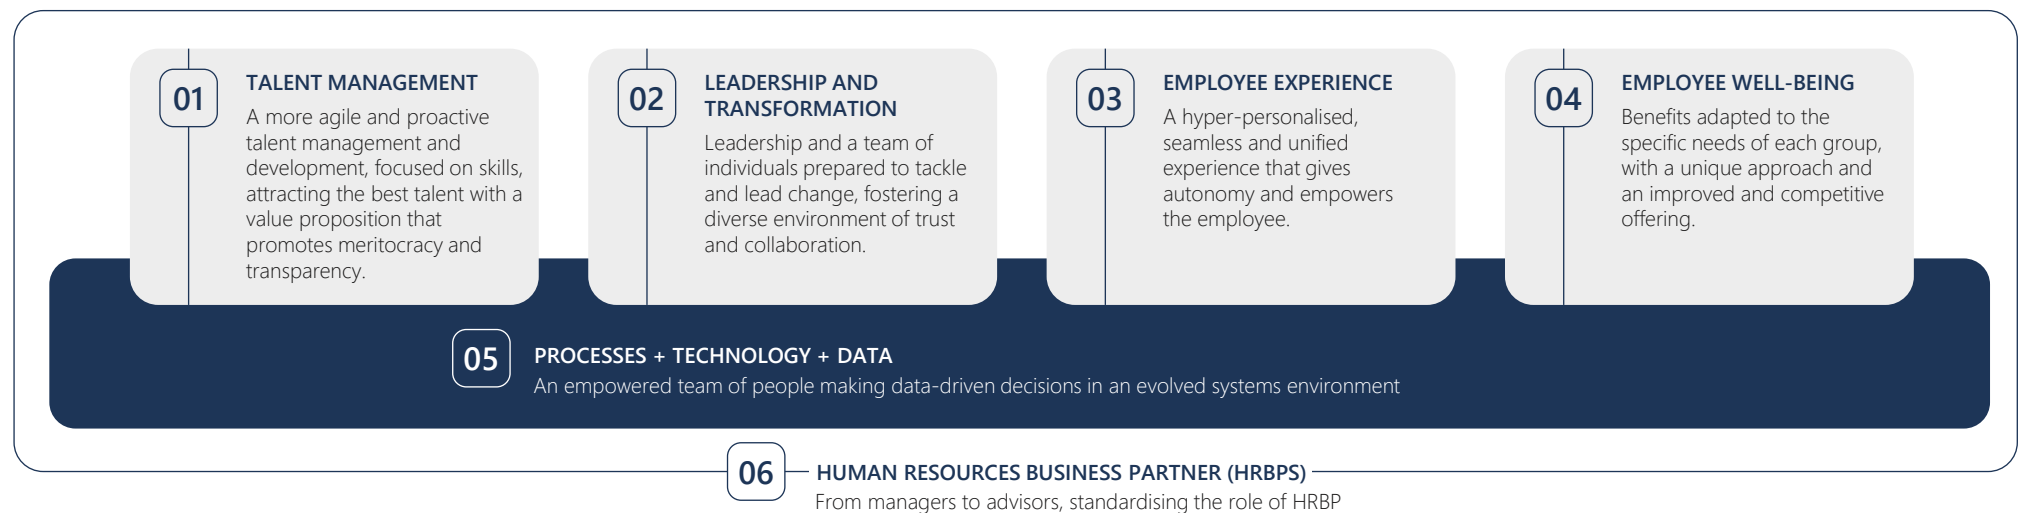 01
TALENT MANAGEMENT
A more agile and proactive
talent management and
development, focused on skills,
attracting the best talent with a
value proposition that
promotes meritocracy and
transparency.
02
LEADERSHIP AND
TRANSFORMATION
Leadership and a team of
individuals prepared to tackle
and lead change, fostering a
diverse environment of trust
and collaboration.
03
EMPLOYEE EXPERIENCE
A hyper-personalised,
seamless and unified
experience that gives
autonomy and empowers
the employee.
04
EMPLOYEE WELL-BEING
Benefits adapted to the
specific needs of each group,
with a unique approach and
an improved and competitive
offering.
05
PROCESSES + TECHNOLOGY + DATA
An empowered team of people making data-driven decisions in an evolved systems environment
06
HUMAN RESOURCES BUSINESS PARTNER (HRBPS)
From managers to advisors, standardising the role of HRBP